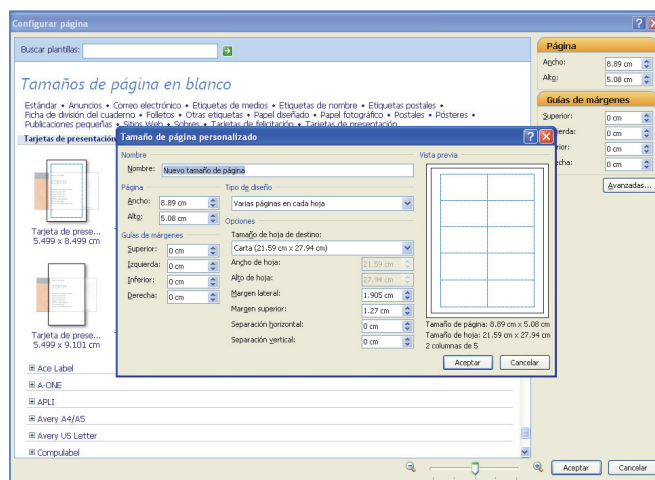 Configurar página
Buscar plantillas:
Tamaños de página en blanco
Estándar • Anuncios • Correo electrónico • Etiquetas de medios • Etiquetas de nombre • Etiquetas postales •
Ficha de división del cuaderno • Folletos • Otras etiquetas • Papel diseñado • Papel fotográfico • Postales • Pósteres •
Publicaciones pequeñas • Sitios Web • Sobres • Tarjetas de felicitación • Tarjetas de presentación
Tarjetas de presentación
Tarjeta de prese...
5.499 x 8.499 cm
Tarjeta de prese...
5.499 x 9.101 cm
Ace Label
A-ONE
APLI
Avery A4/A5
Avery US Letter
Compulabel
Tamaño de página personalizado
Nombre
Nombre: Nuevo tamaño de página
Página
Ancho: 8.89 cm
Alto: 5.08 cm
Guías de márgenes
Superior: 0 cm
Izquierda: 0 cm
Inferior: 0 cm
Derecha: 0 cm
Tipo de diseño
Varias páginas en cada hoja
Opciones
Tamaño de hoja de destino:
Carta (21.59 cm x 27.94 cm)
Ancho de hoja: 21.59 cm
Alto de hoja: 27.94 cm
Margen lateral: 1.905 cm
Margen superior: 1.27 cm
Separación horizontal: 0 cm
Separación vertical: 0 cm
Vista previa
Tamaño de página: 8.89 cm x 5.08 cm
Tamaño de hoja: 21.59 cm x 27.94 cm
2 columnas de 5
Aceptar Cancelar
Página
Ancho: 8.89 cm
Alto: 5.08 cm
Guías de márgenes
Superior: 0 cm
uierda: 0 cm
rior: 0 cm
echa: 0 cm
Avanzadas...
Aceptar Cancelar